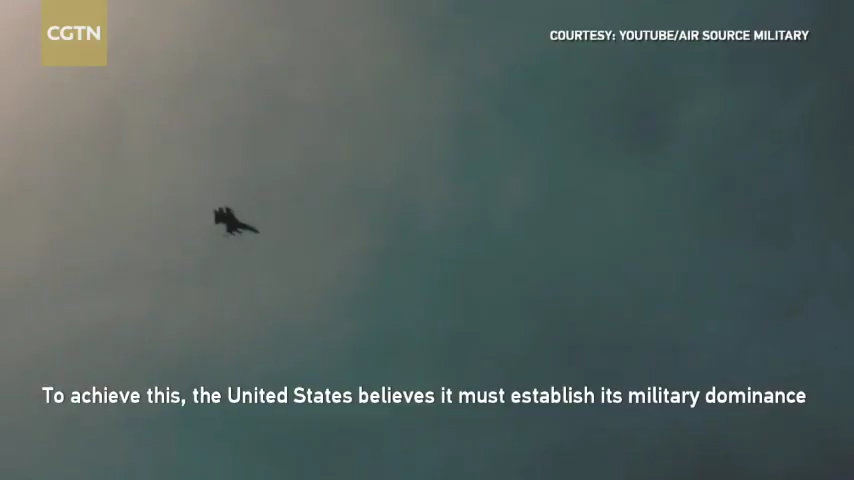 CGTN
COURTESY: YOUTUBE/AIR SOURCE MILITARY
To achieve this, the United States believes it must establish its military dominance